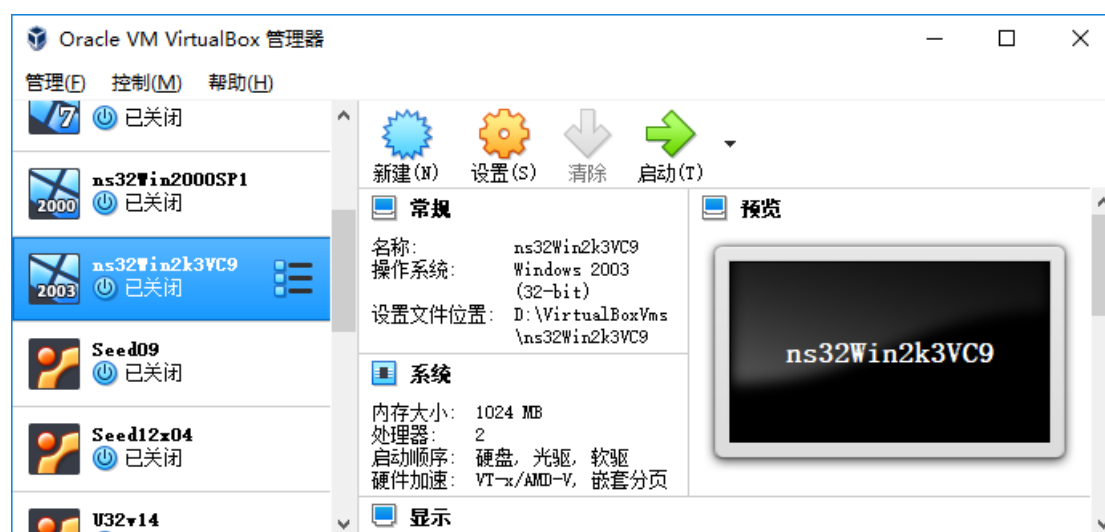 Oracle VM VirtualBox 管理器
管理(F) 控制(M) 帮助(H)
7 已关闭
ns32Win2000SP1
2000 已关闭
ns32Win2k3VC9
2003 已关闭
Seed09
已关闭
Seed12x04
已关闭
U32v14
新建(N) 设置(S) 清除 启动(T)
常规
名称: ns32Win2k3VC9
操作系统: Windows 2003
(32-bit)
设置文件位置: D:\VirtualBoxVms
\ns32Win2k3VC9
系统
内存大小: 1024 MB
处理器: 2
启动顺序: 硬盘, 光驱, 软驱
硬件加速: VT-x/AMD-V, 嵌套分页
显示
预览
ns32Win2k3VC9